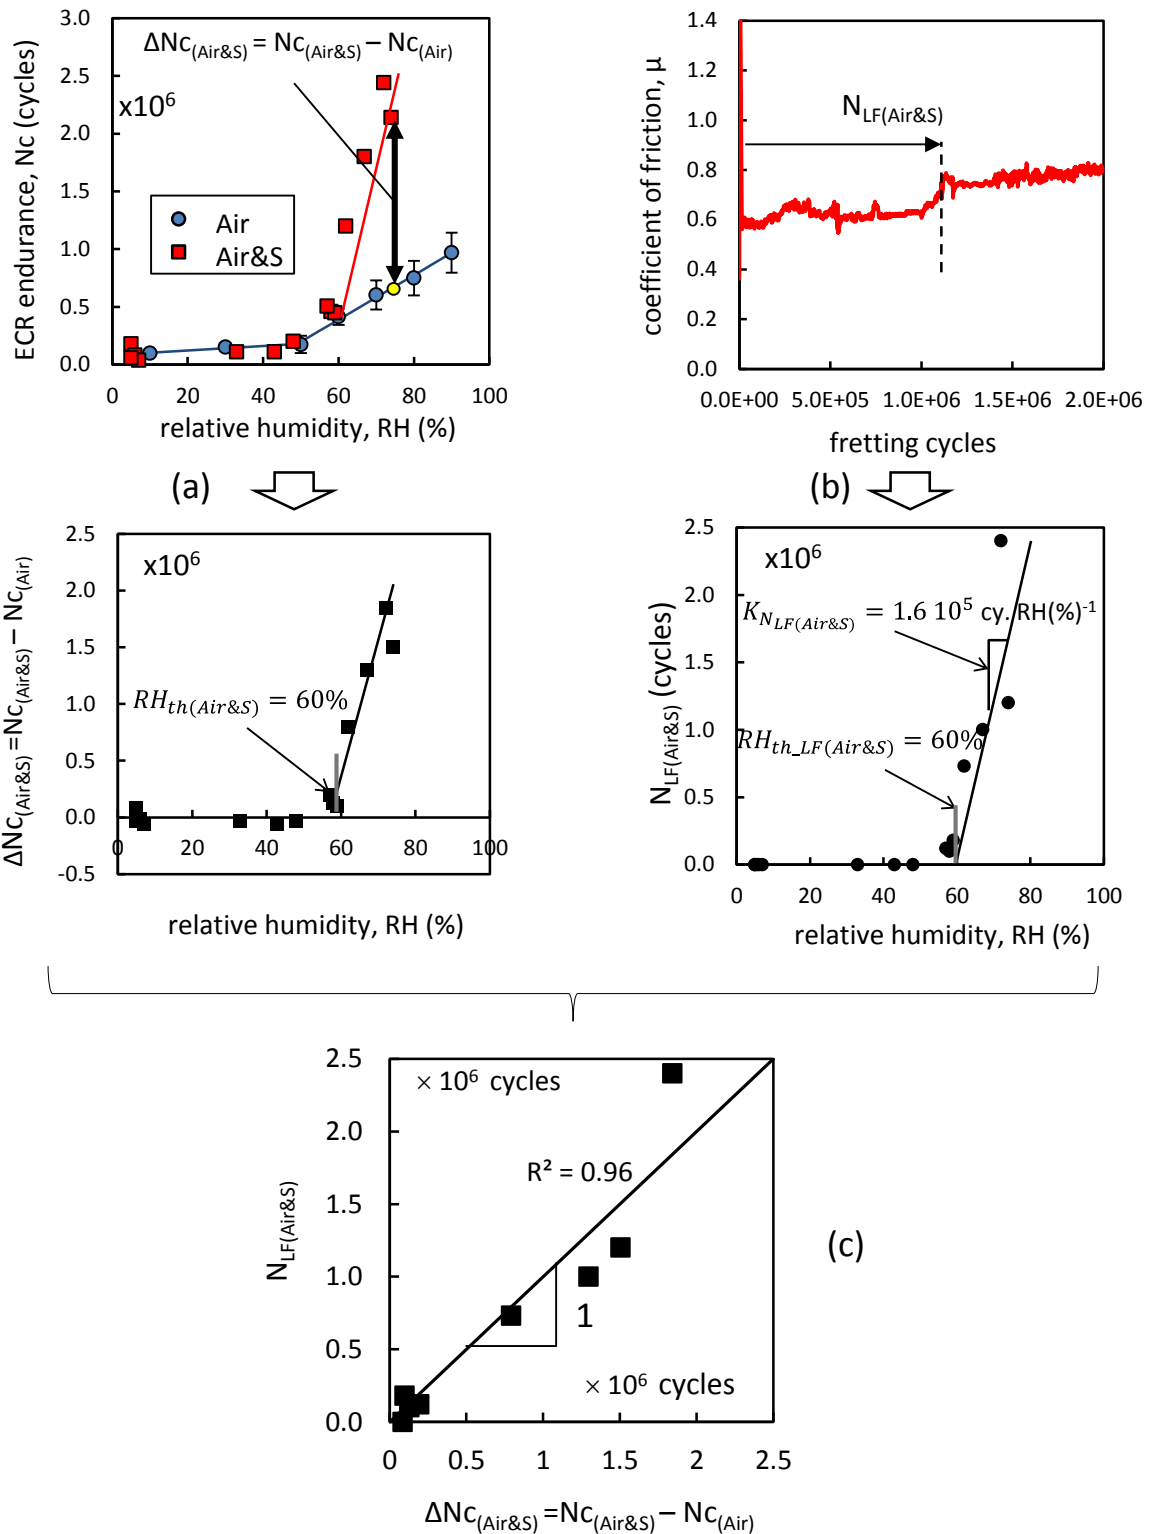 ΔNc(Air&S) = Nc(Air&S) – Nc(Air)
x10⁶
Air
Air&S
ECR endurance, Nc (cycles)
3.0
2.5
2.0
1.5
1.0
0.5
0.0
0 20 40 60 80 100
relative humidity, RH (%)
(a)
coefficient of friction, μ
1.4
1.2
1.0
0.8
0.6
0.4
0.2
0.0
N LF(Air&S)
0.0E+00 5.0E+05 1.0E+06 1.5E+06 2.0E+06
fretting cycles
(b)
ΔNc(Air&S) =Nc(Air&S) – Nc(Air)
2.5
2.0
1.5
1.0
0.5
0.0
-0.5
x10⁶
RH th(Air&S) = 60%
0 20 40 60 80 100
relative humidity, RH (%)
N LF(Air&S) (cycles)
2.5
2.0
1.5
1.0
0.5
0.0
x10⁶
K N LF(Air&S) = 1.6 10⁵ cy. RH(%)⁻¹
RH th_LF(Air&S) = 60%
0 20 40 60 80 100
relative humidity, RH (%)
N LF(Air&S)
2.5
2.0
1.5
1.0
0.5
0.0
× 10⁶ cycles
R² = 0.96
1
× 10⁶ cycles
(c)
0 0.5 1 1.5 2 2.5
ΔNc(Air&S) =Nc(Air&S) – Nc(Air)